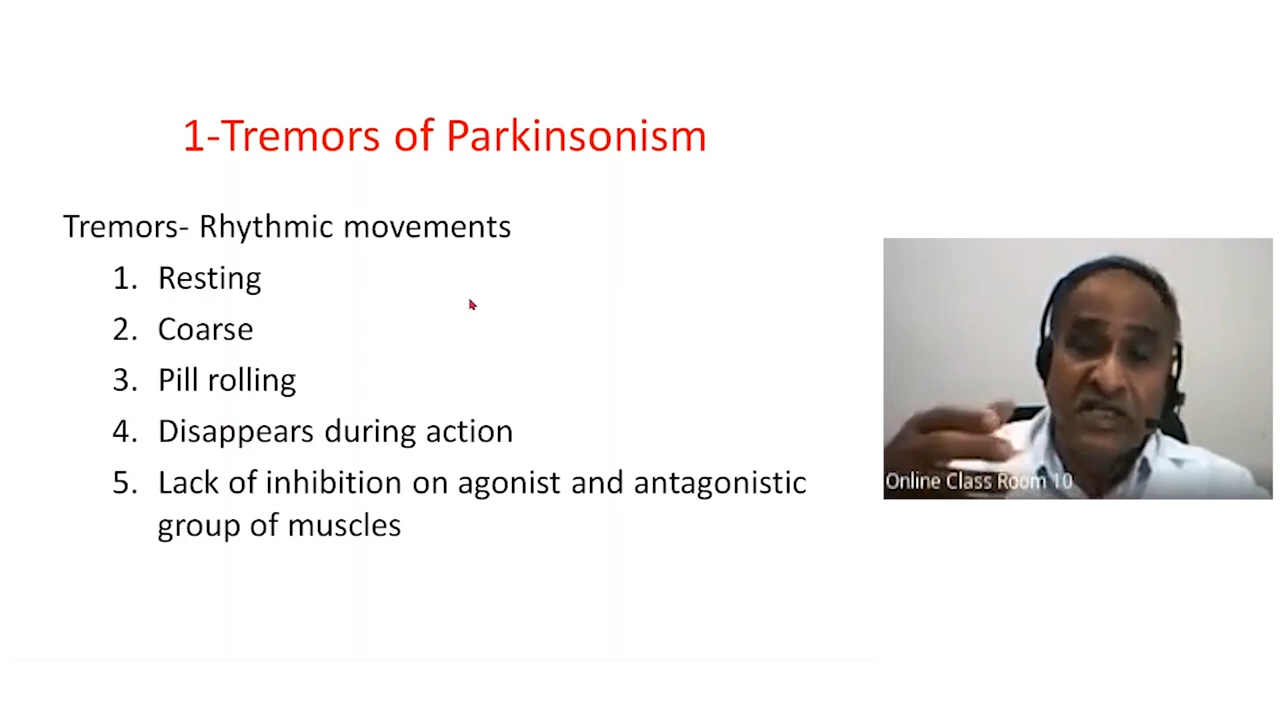 1-Tremors of Parkinsonism
Tremors- Rhythmic movements
1. Resting
2. Coarse
3. Pill rolling
4. Disappears during action
5. Lack of inhibition on agonist and antagonistic
group of muscles
Online Class Room 10